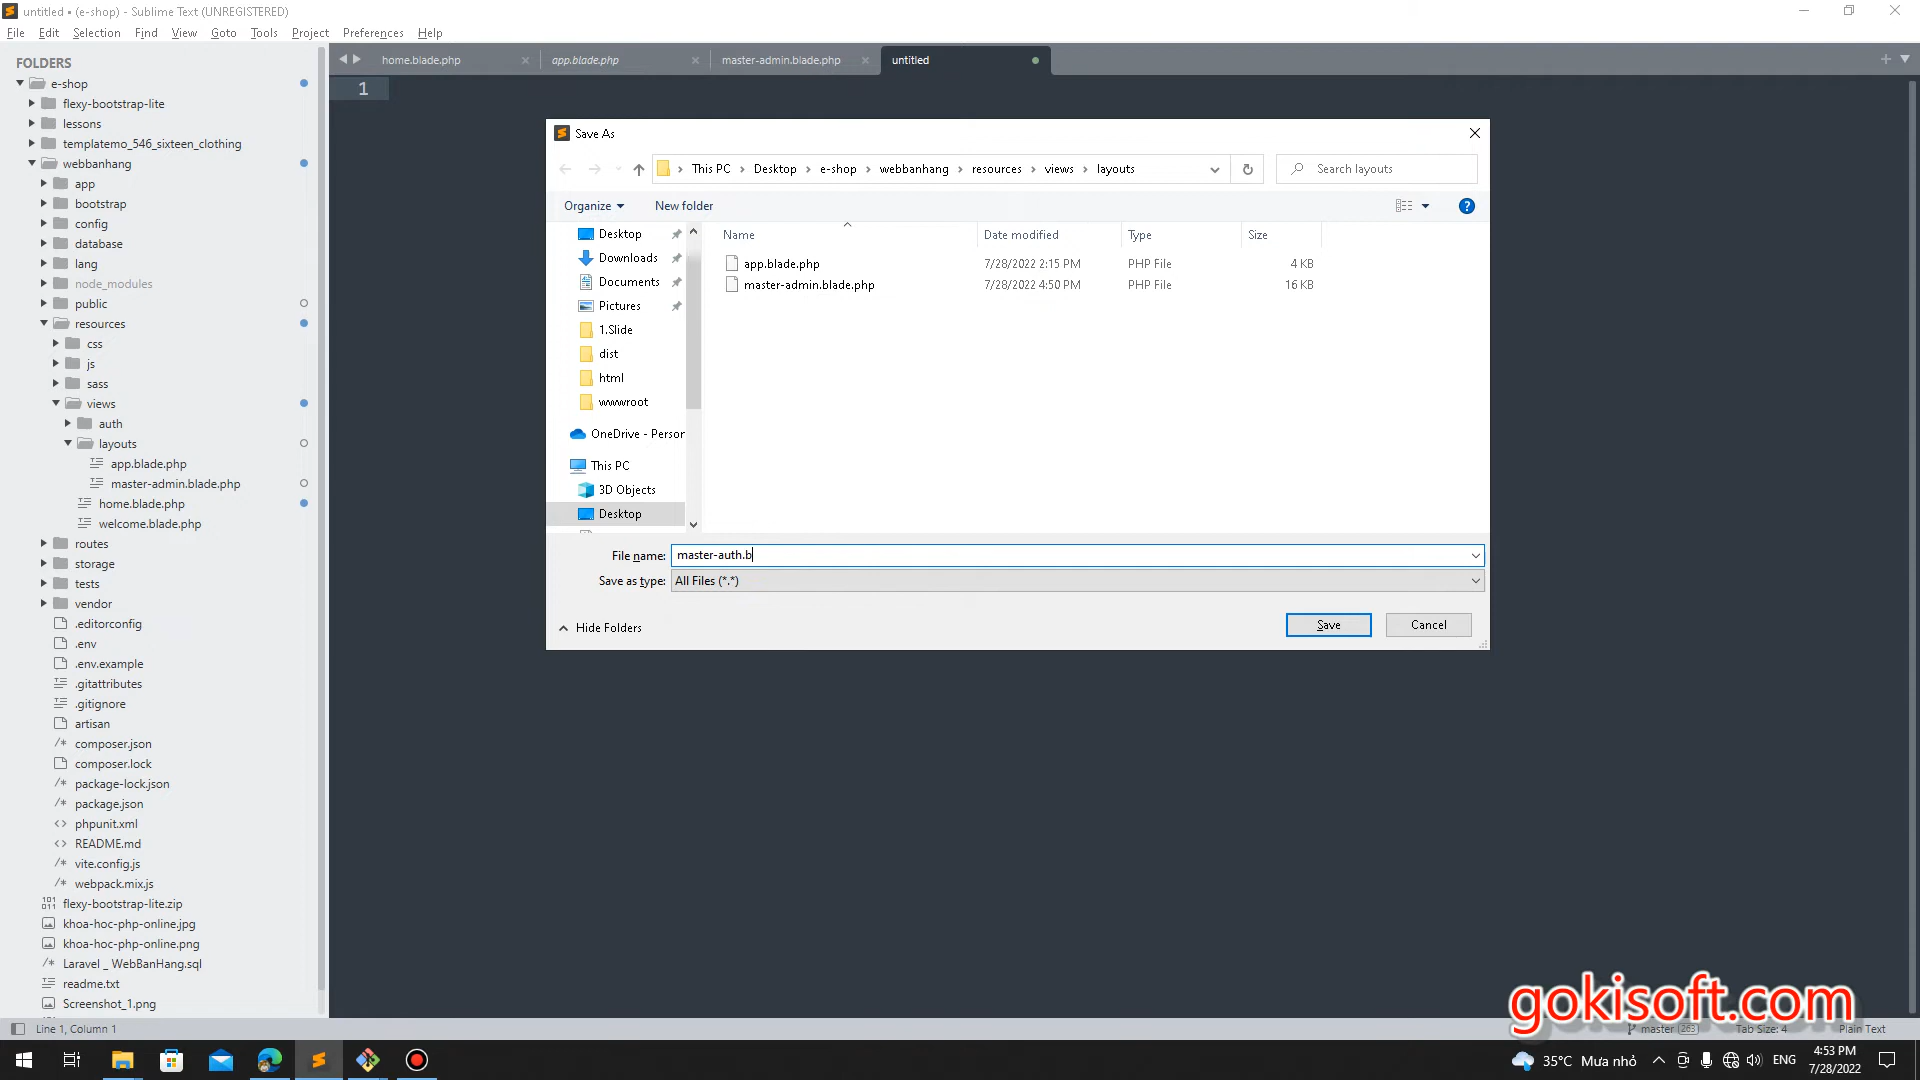 untitled • (e-shop) - Sublime Text (UNREGISTERED)
File Edit Selection Find View Goto Tools Project Preferences Help
FOLDERS
e-shop
flexy-bootstrap-lite
lessons
templatemo_546_sixteen_clothing
webbanhang
app
bootstrap
config
database
lang
node_modules
public
resources
css
js
sass
views
auth
layouts
app.blade.php
master-admin.blade.php
home.blade.php
welcome.blade.php
routes
storage
tests
vendor
.editorconfig
.env
.env.example
.gitattributes
.gitignore
artisan
composer.json
composer.lock
package-lock.json
package.json
phpunit.xml
README.md
vite.config.js
webpack.mix.js
flexy-bootstrap-lite.zip
khoa-hoc-php-online.jpg
khoa-hoc-php-online.png
Laravel _ WebBanHang.sql
readme.txt
Screenshot_1.png
home.blade.php
app.blade.php
master-admin.blade.php
untitled
1
Save As
This PC › Desktop › e-shop › webbanhang › resources › views › layouts
Search layouts
Organize
New folder
Desktop
Downloads
Documents
Pictures
1.Slide
dist
html
wwwroot
OneDrive - Person
This PC
3D Objects
Desktop
Name Date modified Type Size
app.blade.php 7/28/2022 2:15 PM PHP File 4 KB
master-admin.blade.php 7/28/2022 4:50 PM PHP File 16 KB
File name: master-auth.b
Save as type: All Files (*.*)
Hide Folders
Save
Cancel
gokisoft.com
Line 1, Column 1
master 263
Tab Size: 4
Plain Text
35°C Mưa nhỏ
ENG
4:53 PM
7/28/2022